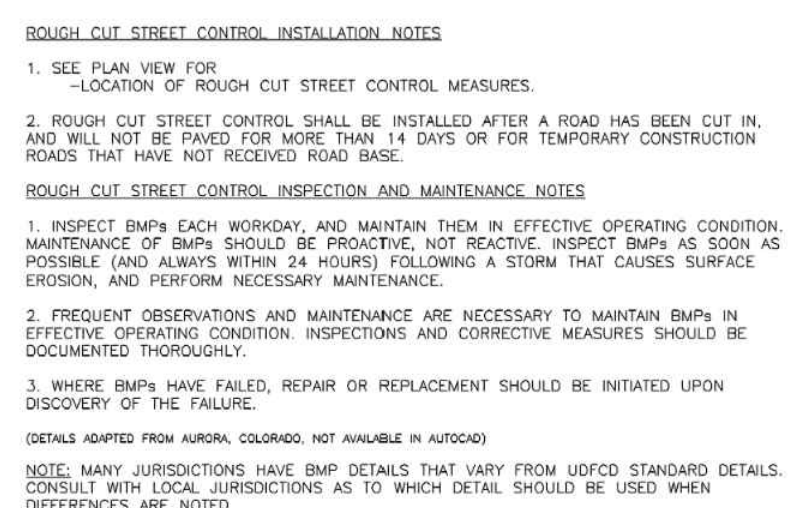 ROUGH CUT STREET CONTROL INSTALLATION NOTES
1. SEE PLAN VIEW FOR
-LOCATION OF ROUGH CUT STREET CONTROL MEASURES.
2. ROUGH CUT STREET CONTROL SHALL BE INSTALLED AFTER A ROAD HAS BEEN CUT IN,
AND WILL NOT BE PAVED FOR MORE THAN 14 DAYS OR FOR TEMPORARY CONSTRUCTION
ROADS THAT HAVE NOT RECEIVED ROAD BASE.
ROUGH CUT STREET CONTROL INSPECTION AND MAINTENANCE NOTES
1. INSPECT BMPs EACH WORKDAY, AND MAINTAIN THEM IN EFFECTIVE OPERATING CONDITION.
MAINTENANCE OF BMPs SHOULD BE PROACTIVE, NOT REACTIVE. INSPECT BMPs AS SOON AS
POSSIBLE (AND ALWAYS WITHIN 24 HOURS) FOLLOWING A STORM THAT CAUSES SURFACE
EROSION, AND PERFORM NECESSARY MAINTENANCE.
2. FREQUENT OBSERVATIONS AND MAINTENANCE ARE NECESSARY TO MAINTAIN BMPs IN
EFFECTIVE OPERATING CONDITION. INSPECTIONS AND CORRECTIVE MEASURES SHOULD BE
DOCUMENTED THOROUGHLY.
3. WHERE BMPs HAVE FAILED, REPAIR OR REPLACEMENT SHOULD BE INITIATED UPON
DISCOVERY OF THE FAILURE.
(DETAILS ADAPTED FROM AURORA, COLORADO, NOT AVAILABLE IN AUTOCAD)
NOTE: MANY JURISDICTIONS HAVE BMP DETAILS THAT VARY FROM UDFCD STANDARD DETAILS.
CONSULT WITH LOCAL JURISDICTIONS AS TO WHICH DETAIL SHOULD BE USED WHEN
DIFFERENCES ARE NOTED